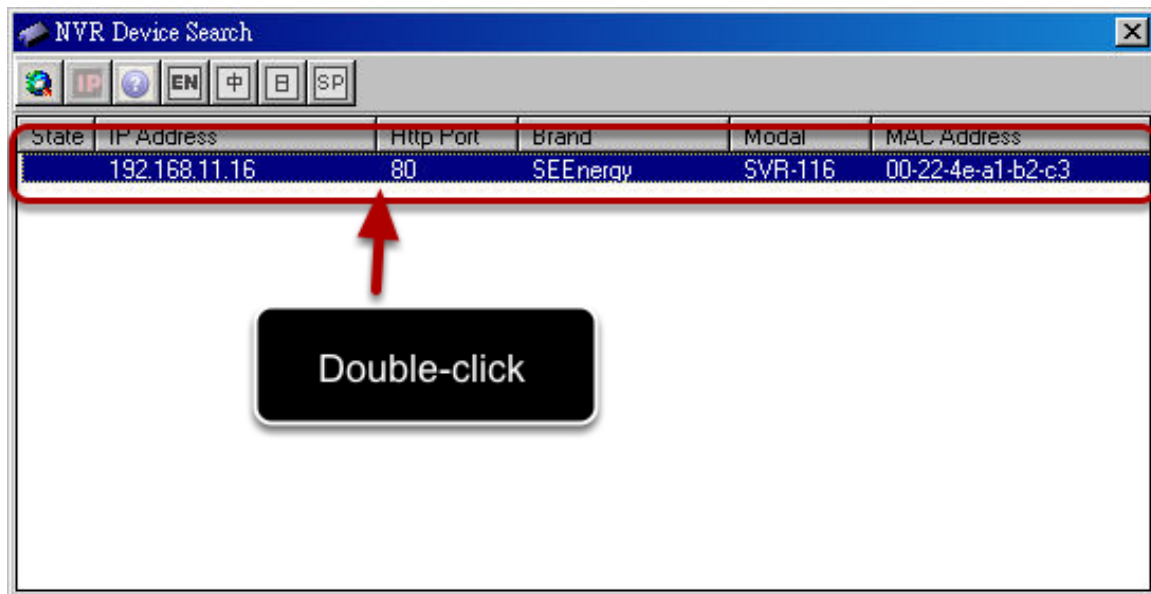 NVR Device Search
IP ? EN 中 日 SP
State IP Address Http Port Brand Modal MAC Address
192.168.11.16 80 SEEnergy SVR-116 00-22-4e-a1-b2-c3
Double-click